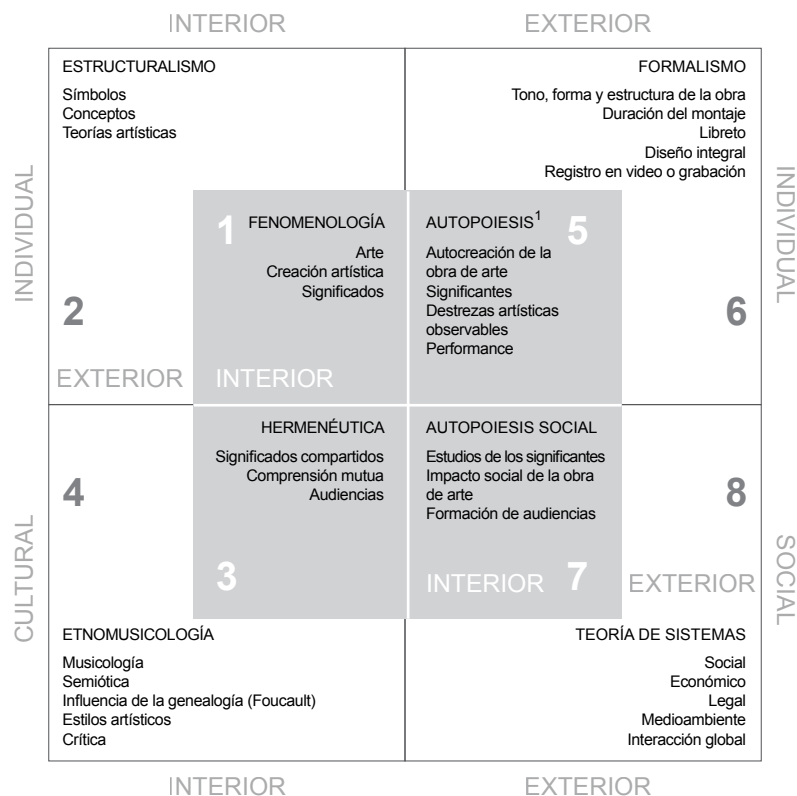 INTERIOR
EXTERIOR
INDIVIDUAL
INDIVIDUAL
ESTRUCTURALISMO
Símbolos
Conceptos
Teorías artísticas
FORMALISMO
Tono, forma y estructura de la obra
Duración del montaje
Libreto
Diseño integral
Registro en video o grabación
1
FENOMENOLOGÍA
Arte
Creación artística
Significados
AUTOPOIESIS1
5
Autocreación de la
obra de arte
Significantes
Destrezas artísticas
observables
Performance
2
6
EXTERIOR
INTERIOR
HERMENÉUTICA
Significados compartidos
Comprensión mutua
Audiencias
AUTOPOIESIS SOCIAL
Estudios de los significantes
Impacto social de la obra
de arte
Formación de audiencias
4
8
3
INTERIOR
7
EXTERIOR
CULTURAL
SOCIAL
ETNOMUSICOLOGÍA
Musicología
Semiótica
Influencia de la genealogía (Foucault)
Estilos artísticos
Crítica
TEORÍA DE SISTEMAS
Social
Económico
Legal
Medioambiente
Interacción global
INTERIOR
EXTERIOR